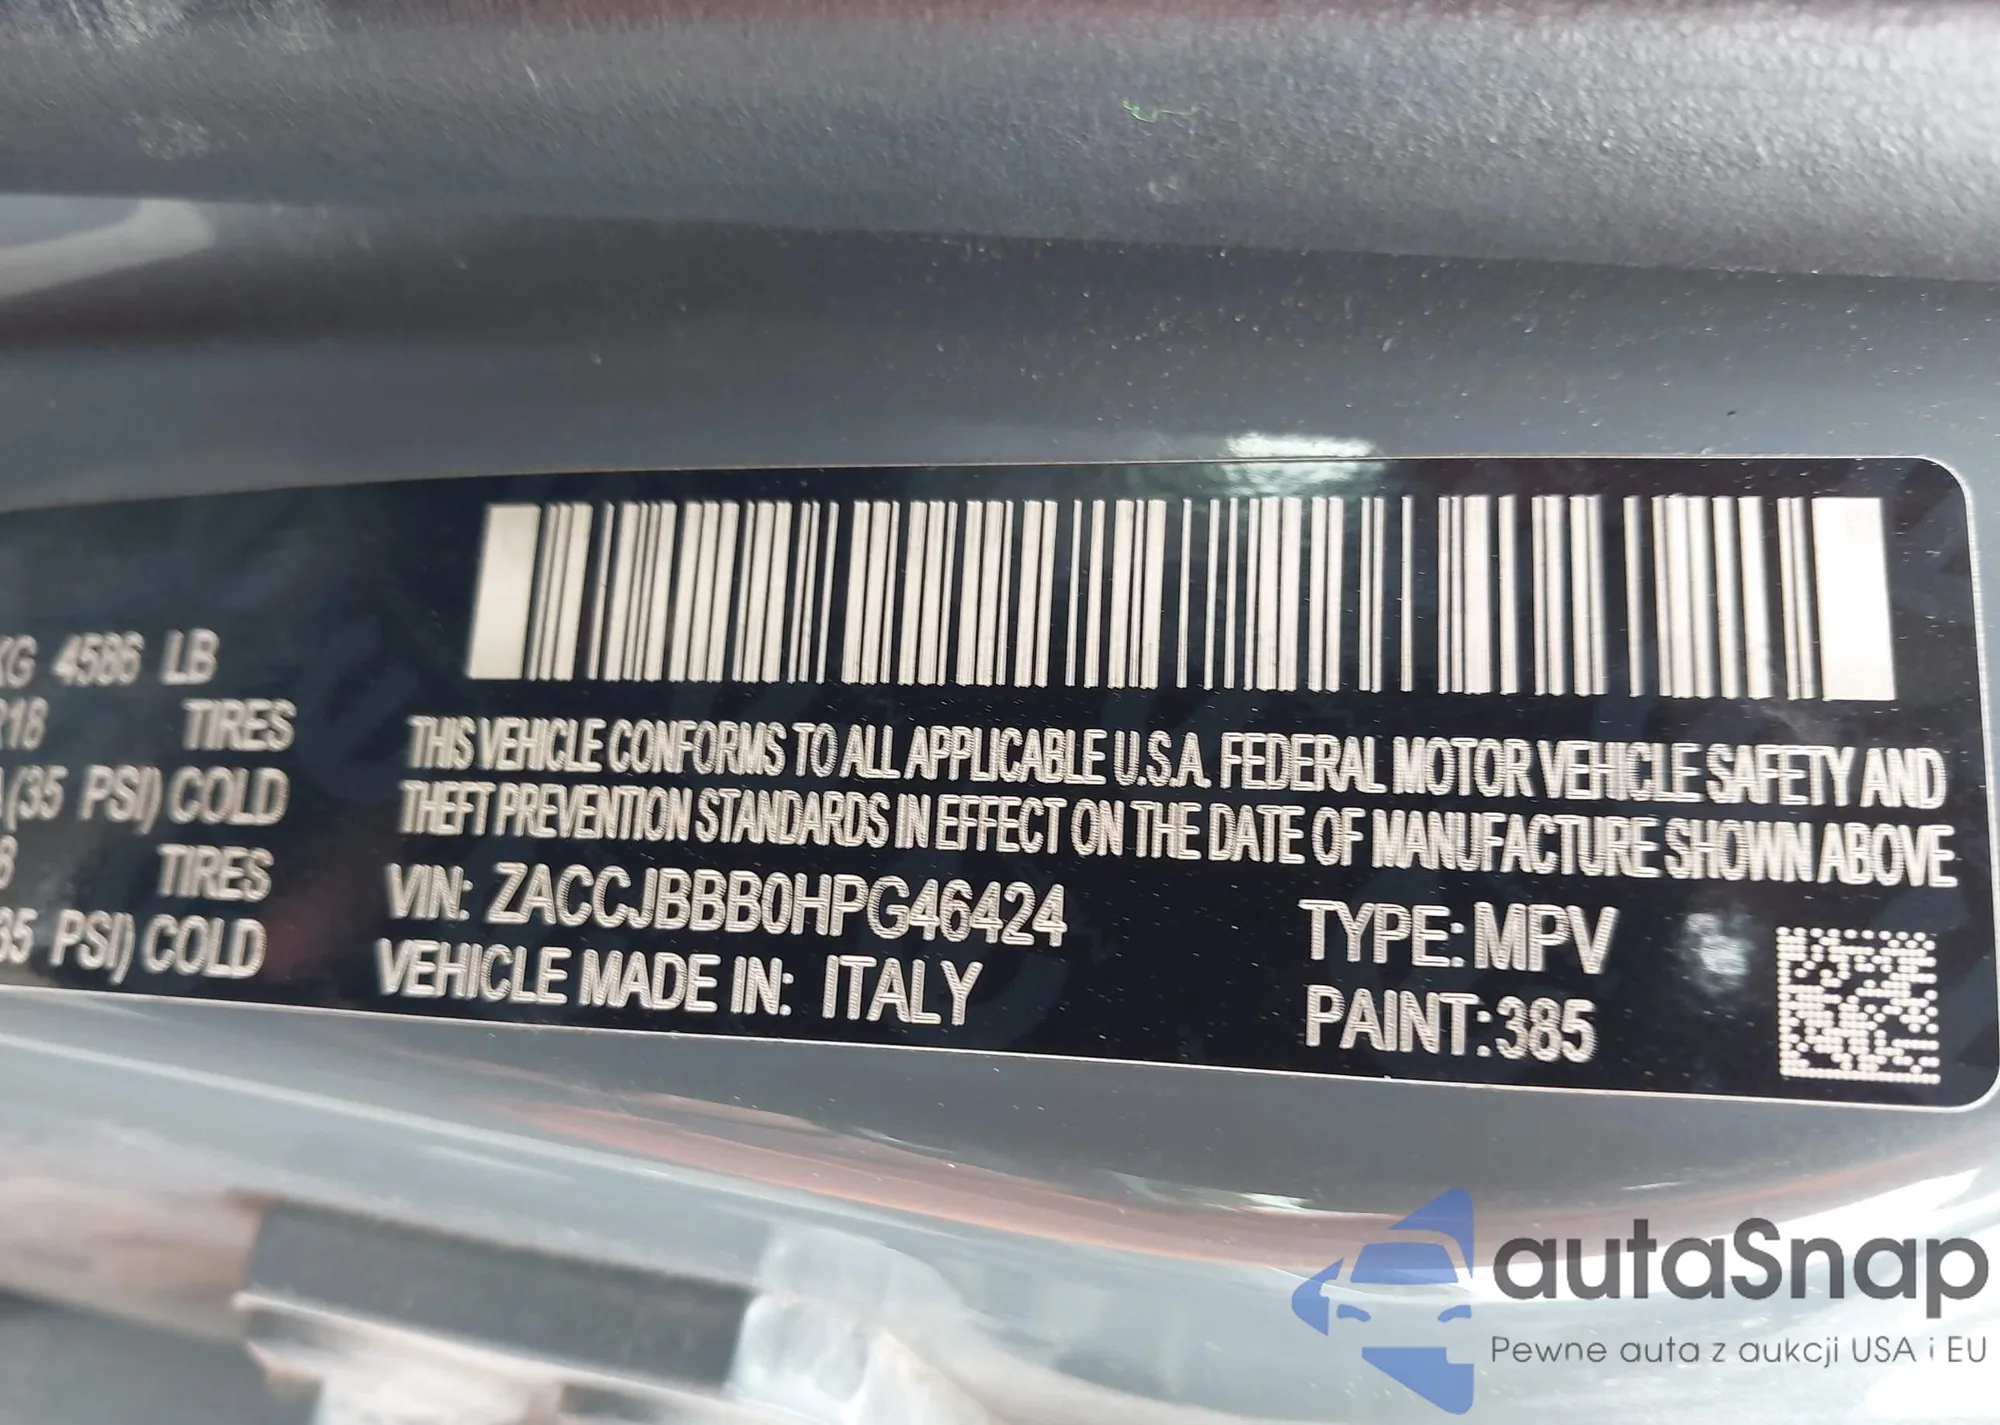 KG 4586 LB
R18 TIRES
(35 PSI) COLD
TIRES
35 PSI) COLD
THIS VEHICLE CONFORMS TO ALL APPLICABLE U.S.A. FEDERAL MOTOR VEHICLE SAFETY AND
THEFT PREVENTION STANDARDS IN EFFECT ON THE DATE OF MANUFACTURE SHOWN ABOVE
VIN: ZACCJBBB0HPG46424 TYPE: MPV
VEHICLE MADE IN: ITALY PAINT: 385
autaSnap
Pewne auta z aukcji USA i EU